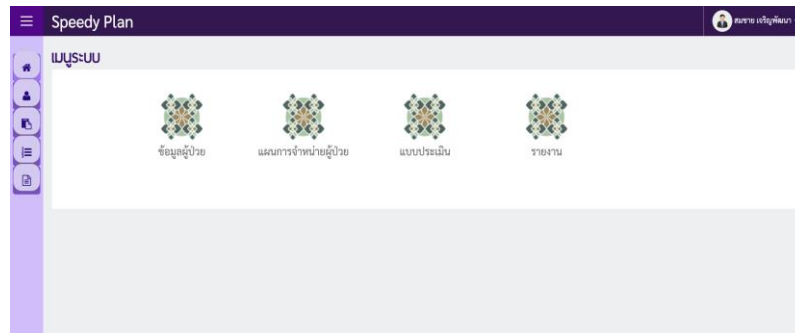 Speedy Plan
สมชาย เจริญพัฒนา
เมนูระบบ
ข้อมูลผู้ป่วย
แผนการจำหน่ายผู้ป่วย
แบบประเมิน
รายงาน